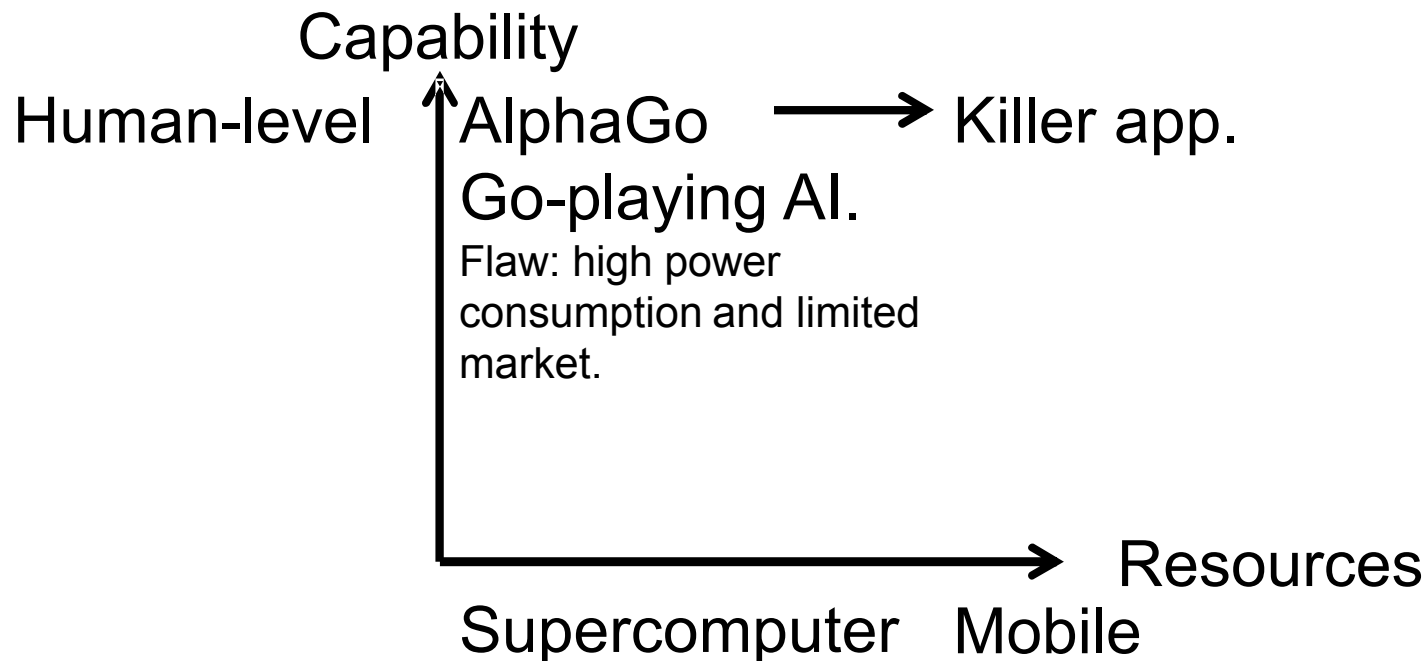 Capability
Human-level AlphaGo Killer app.
Go-playing AI.
Flaw: high power
consumption and limited
market.
Resources
Supercomputer Mobile